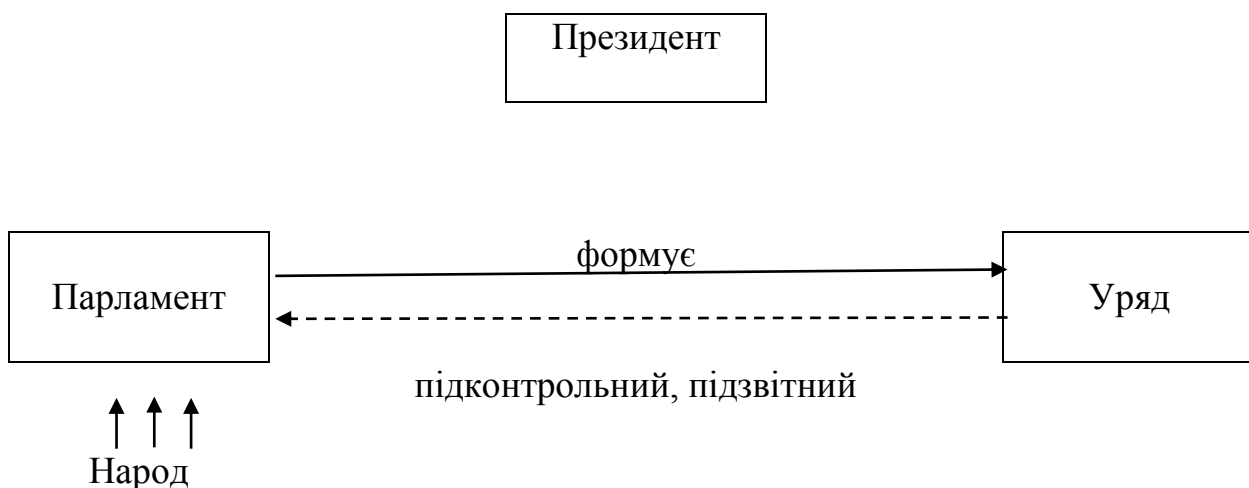 Президент
формує
Парламент
Уряд
підконтрольний, підзвітний
Народ